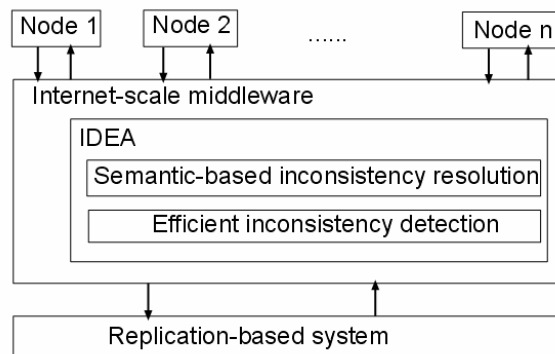 Node 1
Node 2
......
Node n
Internet-scale middleware
IDEA
Semantic-based inconsistency resolution
Efficient inconsistency detection
Replication-based system